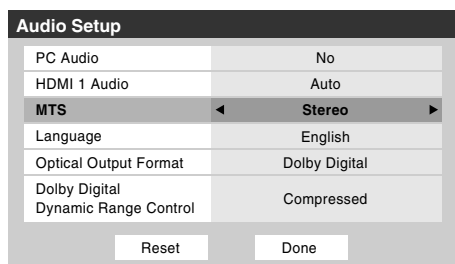 Audio Setup
PC Audio No
HDMI 1 Audio Auto
MTS Stereo
Language English
Optical Output Format Dolby Digital
Dolby Digital
Dynamic Range Control Compressed
Reset Done